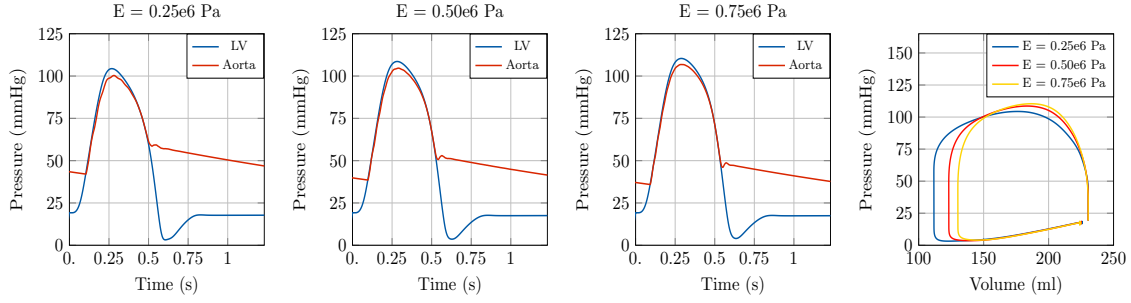 E = 0.25e6 Pa
125
100
75
50
25
0
0.
0.25
0.5
0.75
1
Pressure (mmHg)
Time (s)
LV
Aorta
E = 0.50e6 Pa
125
100
75
50
25
0
0.
0.25
0.5
0.75
1
Pressure (mmHg)
Time (s)
LV
Aorta
E = 0.75e6 Pa
125
100
75
50
25
0
0.
0.25
0.5
0.75
1
Pressure (mmHg)
Time (s)
LV
Aorta
E = 0.25e6 Pa
E = 0.50e6 Pa
E = 0.75e6 Pa
150
125
100
75
50
25
0
100
150
200
250
Pressure (mmHg)
Volume (ml)